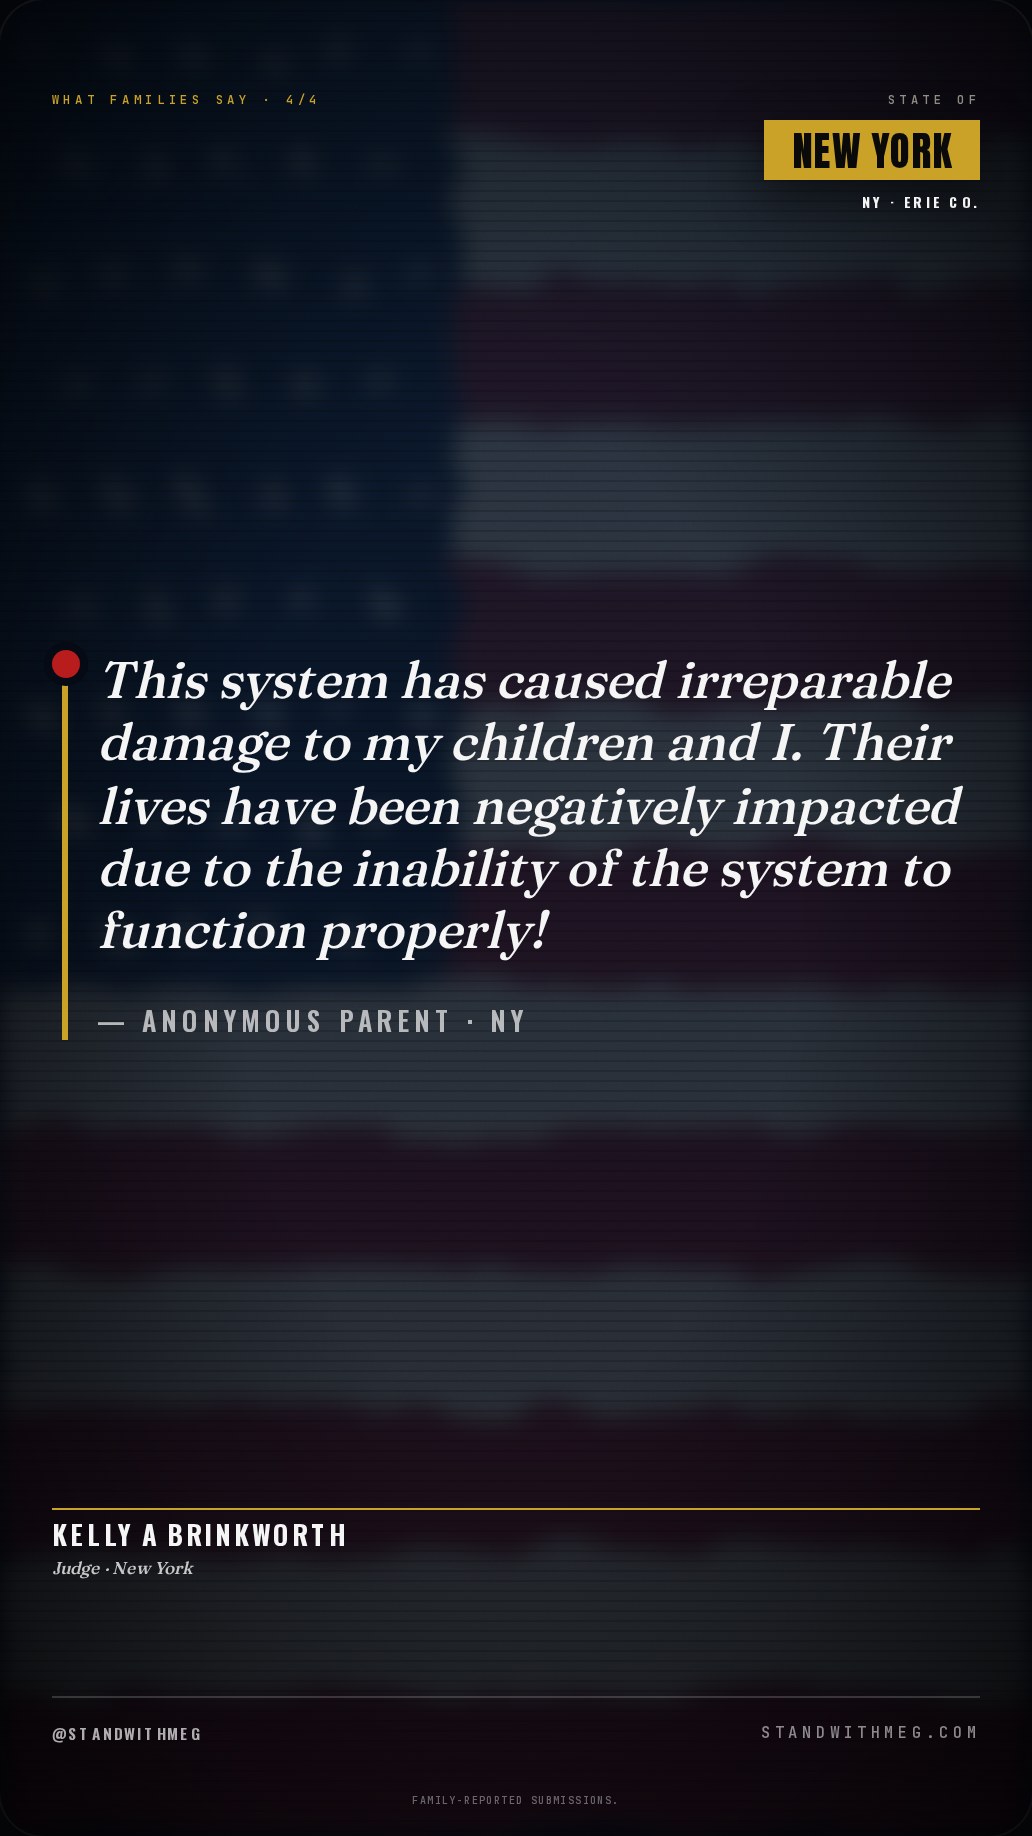 WHAT FAMILIES SAY · 4/4
STATE OF
NEW YORK
NY · ERIE CO.
This system has caused irreparable
damage to my children and I. Their
lives have been negatively impacted
due to the inability of the system to
function properly!
— ANONYMOUS PARENT · NY
KELLY A BRINKWORTH
Judge · New York
@STANDWITHMEG
STANDWITHMEG.COM
FAMILY-REPORTED SUBMISSIONS.